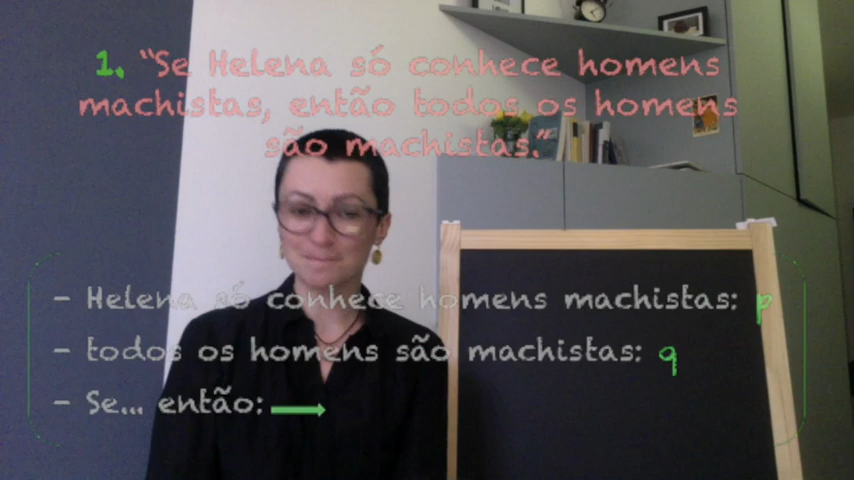 1. “Se Helena só conhece homens
machistas, então todos os homens
são machistas.”
- Helena só conhece homens machistas: p
- todos os homens são machistas: q
- Se... então: →